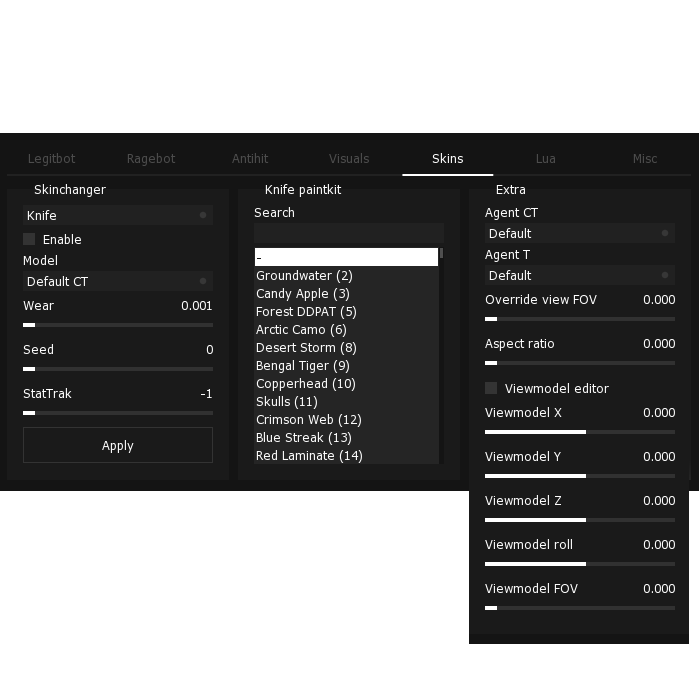 Legitbot Ragebot Antihit Visuals Skins Lua Misc
Skinchanger
Knife
Enable
Model
Default CT
Wear 0.001
Seed 0
StatTrak -1
Apply
Knife paintkit
Search
-
Groundwater (2)
Candy Apple (3)
Forest DDPAT (5)
Arctic Camo (6)
Desert Storm (8)
Bengal Tiger (9)
Copperhead (10)
Skulls (11)
Crimson Web (12)
Blue Streak (13)
Red Laminate (14)
Extra
Agent CT
Default
Agent T
Default
Override view FOV 0.000
Aspect ratio 0.000
Viewmodel editor
Viewmodel X 0.000
Viewmodel Y 0.000
Viewmodel Z 0.000
Viewmodel roll 0.000
Viewmodel FOV 0.000